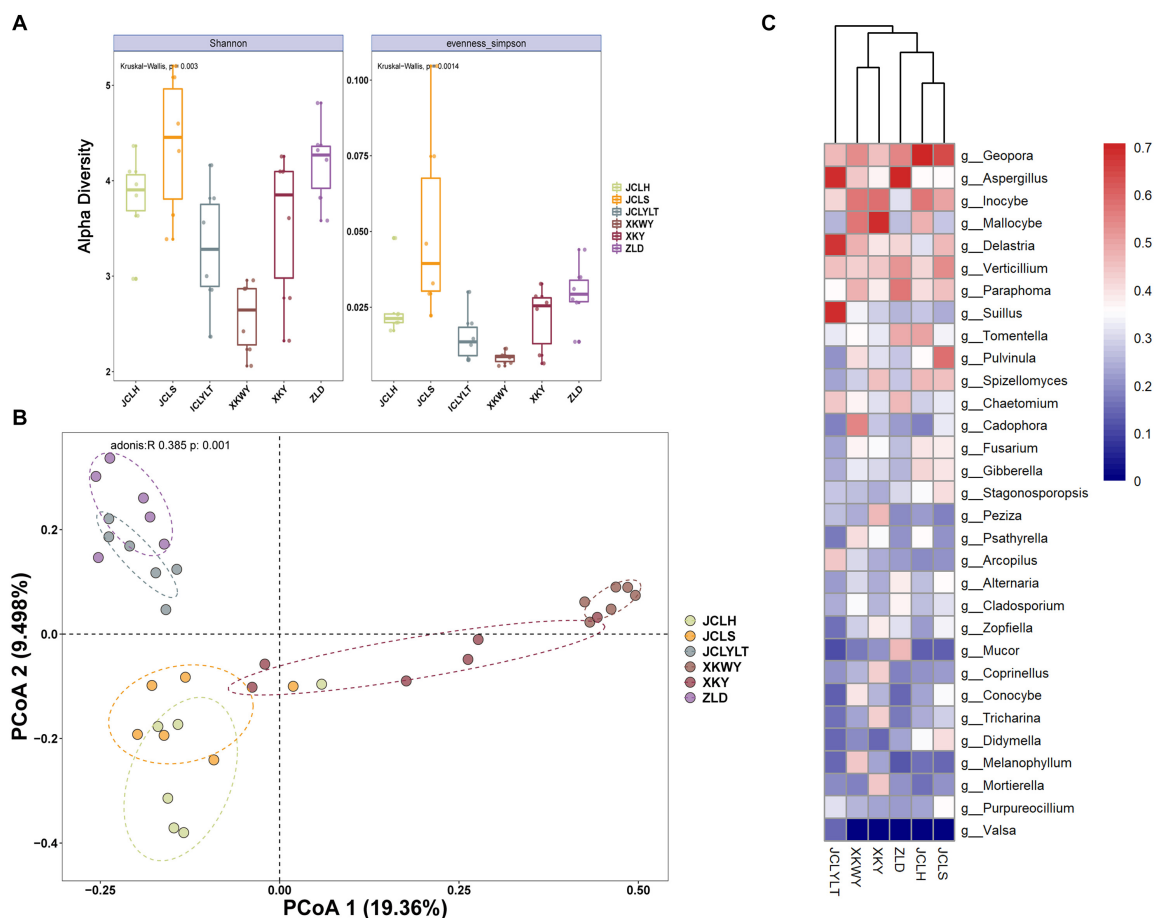 A
Shannon
evenness_simpson
Kruskal−Wallis, p = 0.003
Kruskal−Wallis, p = 0.0014
Alpha Diversity
5
4
3
2
0.100
0.075
0.050
0.025
JCLH
JCLS
JCLYLT
XKWY
XKY
ZLD
JCLH
JCLS
ICLYLT
XKWY
XKY
ZLD
JCLH
JCLS
ICLYLT
XKWY
XKY
ZLD
B
adonis:R 0.385 p: 0.001
PCoA 2 (9.498%)
0.2
0.0
−0.2
−0.4
−0.25
0.00
0.25
0.50
PCoA 1 (19.36%)
JCLH
JCLS
JCLYLT
XKWY
XKY
ZLD
C
g__Geopora
g__Aspergillus
g__Inocybe
g__Mallocybe
g__Delastria
g__Verticillium
g__Paraphoma
g__Suillus
g__Tomentella
g__Pulvinula
g__Spizellomyces
g__Chaetomium
g__Cadophora
g__Fusarium
g__Gibberella
g__Stagonosporopsis
g__Peziza
g__Psathyrella
g__Arcopilus
g__Alternaria
g__Cladosporium
g__Zopfiella
g__Mucor
g__Coprinellus
g__Conocybe
g__Tricharina
g__Didymella
g__Melanophyllum
g__Mortierella
g__Purpureocillium
g__Valsa
JCLYLT
XKWY
XKY
ZLD
JCLH
JCLS
0.7
0.6
0.5
0.4
0.3
0.2
0.1
0